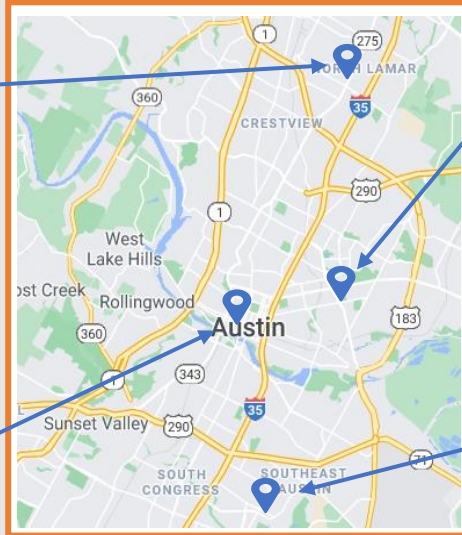 1
275
NORTH LAMAR
360
35
CRESTVIEW
290
1
West
Lake Hills
ost Creek
Rollingwood
Austin
183
360
343
1
35
290
Sunset Valley
71
SOUTH
CONGRESS
SOUTHEAST
AUSTIN